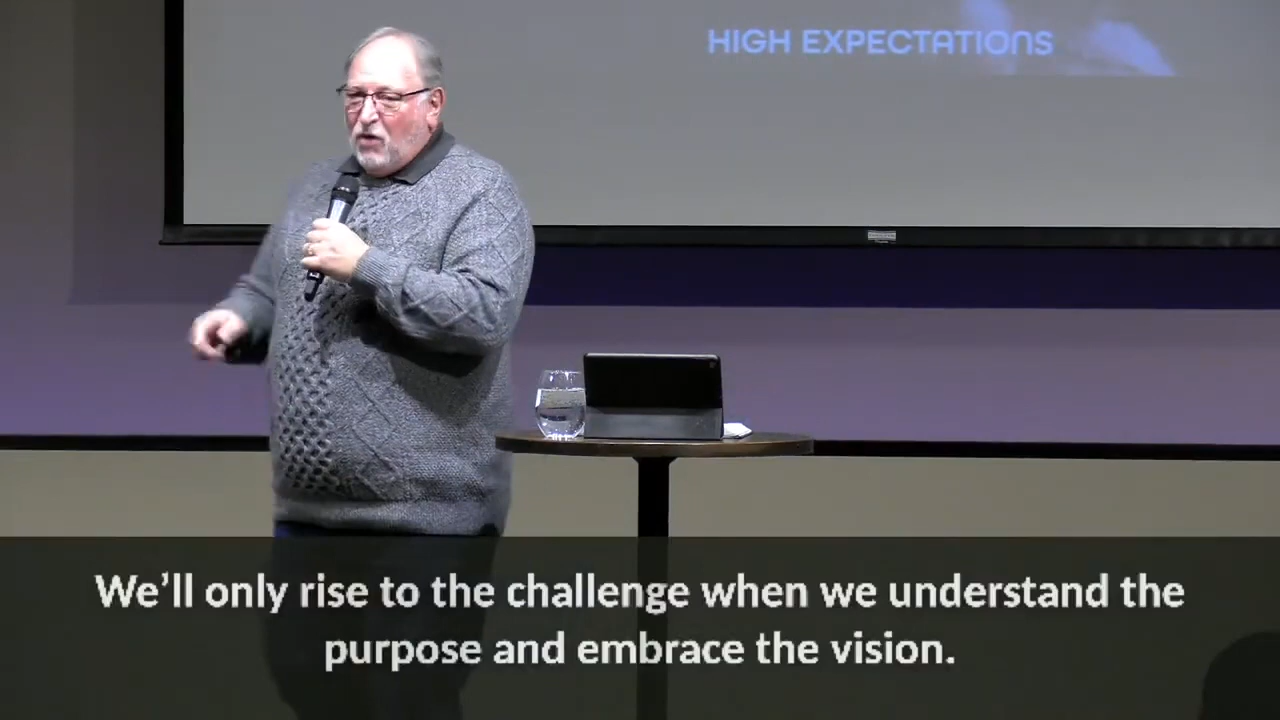 HIGH EXPECTATIONS
We'll only rise to the challenge when we understand the
purpose and embrace the vision.